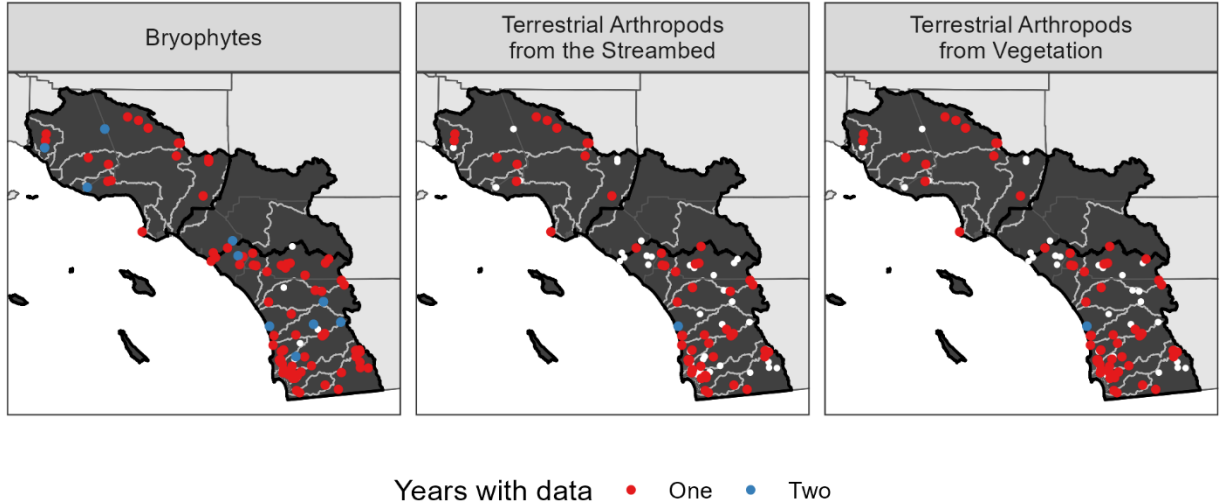 Bryophytes
Terrestrial Arthropods
from the Streambed
Terrestrial Arthropods
from Vegetation
Years with data One Two